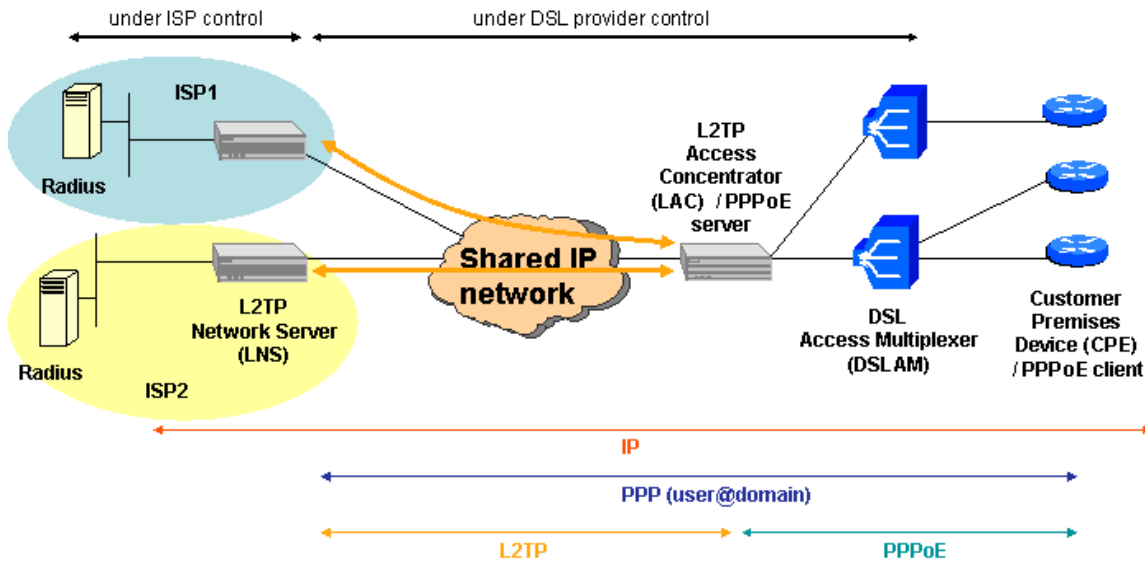 under ISP control
under DSL provider control
ISP1
Radius
L2TP
Access
Concentrator
(LAC) / PPPoE
server
Shared IP
network
L2TP
Network Server
(LNS)
Radius
ISP2
DSL
Access Multiplexer
(DSLAM)
Customer
Premises
Device (CPE)
/ PPPoE client
IP
PPP (user@domain)
L2TP
PPPoE